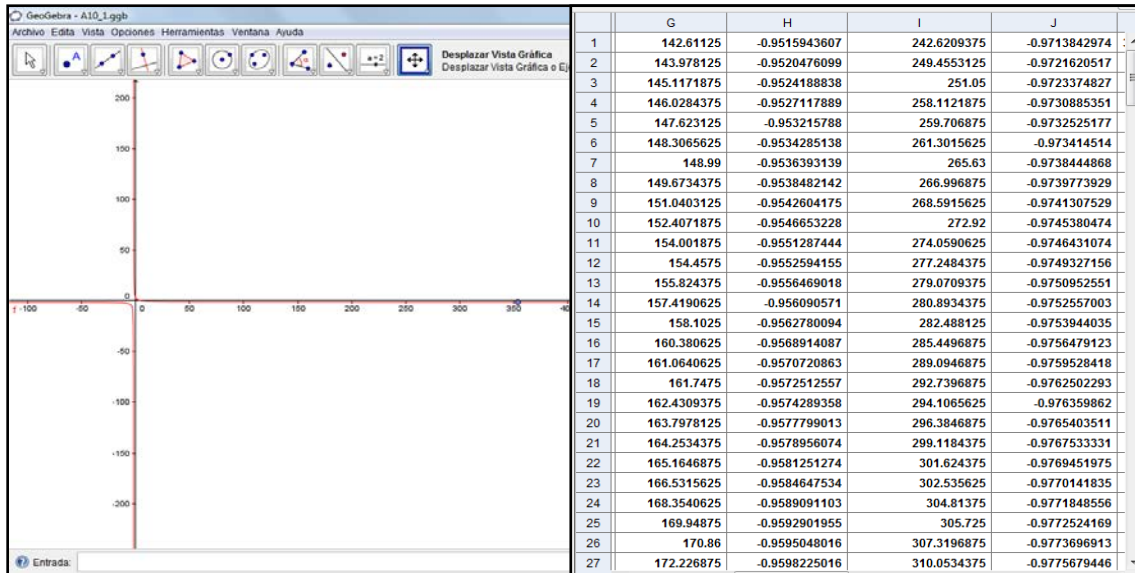 GeoGebra - A10_1.ggb
Archivo Edita Vista Opciones Herramientas Ventana Ayuda
A
a=2
Desplazar Vista Gráfica
Desplazar Vista Gráfica o Ej
200
150
100
50
0
f -100 -50 0 50 100 150 200 250 300 350 40
-50
-100
-150
-200
Entrada:
G H I J
1 142.61125 -0.9515943607 242.6209375 -0.9713842974
2 143.978125 -0.9520476099 249.4553125 -0.9721620517
3 145.1171875 -0.9524188838 251.05 -0.9723374827
4 146.0284375 -0.9527117889 258.1121875 -0.9730885351
5 147.623125 -0.953215788 259.706875 -0.9732525177
6 148.3065625 -0.9534285138 261.3015625 -0.973414514
7 148.99 -0.9536393139 265.63 -0.9738444868
8 149.6734375 -0.9538482142 266.996875 -0.9739773929
9 151.0403125 -0.9542604175 268.5915625 -0.9741307529
10 152.4071875 -0.9546653228 272.92 -0.9745380474
11 154.001875 -0.9551287444 274.0590625 -0.9746431074
12 154.4575 -0.9552594155 277.2484375 -0.9749327156
13 155.824375 -0.9556469018 279.0709375 -0.9750952551
14 157.4190625 -0.956090571 280.8934375 -0.9752557003
15 158.1025 -0.9562780094 282.488125 -0.9753944035
16 160.380625 -0.9568914087 285.4496875 -0.9756479123
17 161.0640625 -0.9570720863 289.0946875 -0.9759528418
18 161.7475 -0.9572512557 292.7396875 -0.9762502293
19 162.4309375 -0.9574289358 294.1065625 -0.976359862
20 163.7978125 -0.9577799013 296.3846875 -0.9765403511
21 164.2534375 -0.9578956074 299.1184375 -0.9767533331
22 165.1646875 -0.9581251274 301.624375 -0.9769451975
23 166.5315625 -0.9584647534 302.535625 -0.9770141835
24 168.3540625 -0.9589091103 304.81375 -0.9771848556
25 169.94875 -0.9592901955 305.725 -0.9772524169
26 170.86 -0.9595048016 307.3196875 -0.9773696913
27 172.226875 -0.9598225016 310.0534375 -0.9775679446